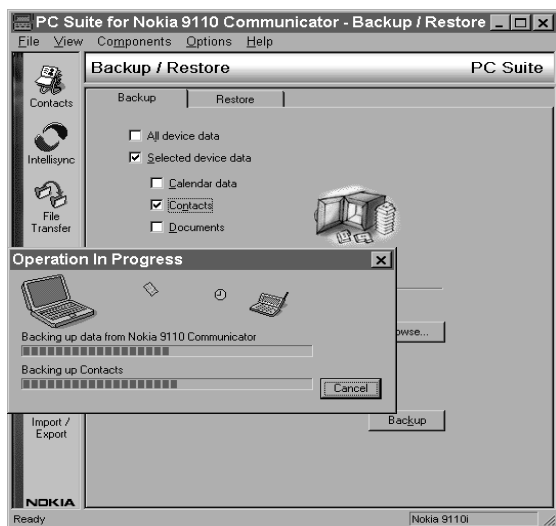 PC Suite for Nokia 9110 Communicator - Backup / Restore
File View Components Options Help
Backup / Restore PC Suite
Contacts
Intellisync
File
Transfer
Import /
Export
NOKIA
Backup Restore
All device data
Selected device data
Calendar data
Contacts
Documents
owse...
Backup
Operation In Progress
Backing up data from Nokia 9110 Communicator
Backing up Contacts
Cancel
Ready Nokia 9110i